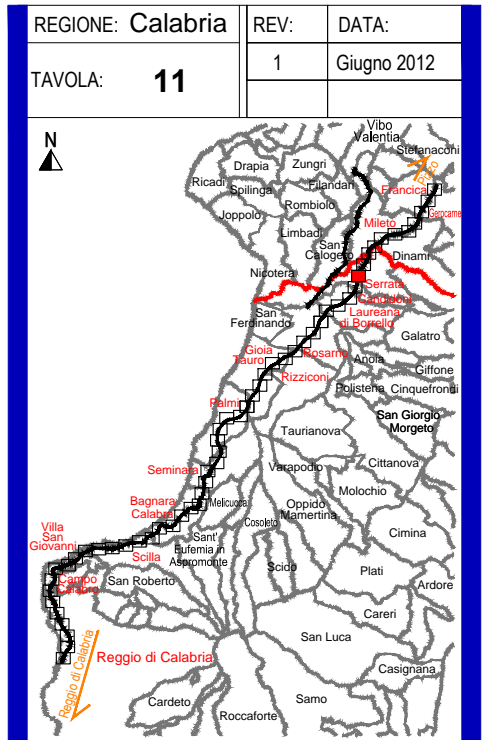 REGIONE: Calabria
REV:
DATA:
TAVOLA: 11
1
Giugno 2012
N
Vibo
Valentia
Stefanaconi
Pizzo
Drapia
Zungri
Filandari
Francica
Ricadi
Spilinga
Rombiolo
Gerocarne
Joppolo
Mileto
Limbadi
San
Calogero
Dinami
Nicotera
Serrata
Candidoni
San
Ferdinando
Laureana
di Borrello
Galatro
Gioia
Tauro
Rosarno
Anoia
Giffone
Rizziconi
Polistena
Cinquefrondi
Palmi
San Giorgio
Morgeto
Taurianova
Seminara
Varapodio
Cittanova
Molochio
Bagnara
Calabra
Melicuccà
Oppido
Mamertina
Cosoleto
Villa
San
Giovanni
Sant'
Eufemia in
Aspromonte
Cimina
Scilla
Scido
Plati
Campo
Calabro
San Roberto
Ardore
Careri
San Luca
Reggio di Calabria
Reggio di Calabria
Casignana
Cardeto
Samo
Roccaforte